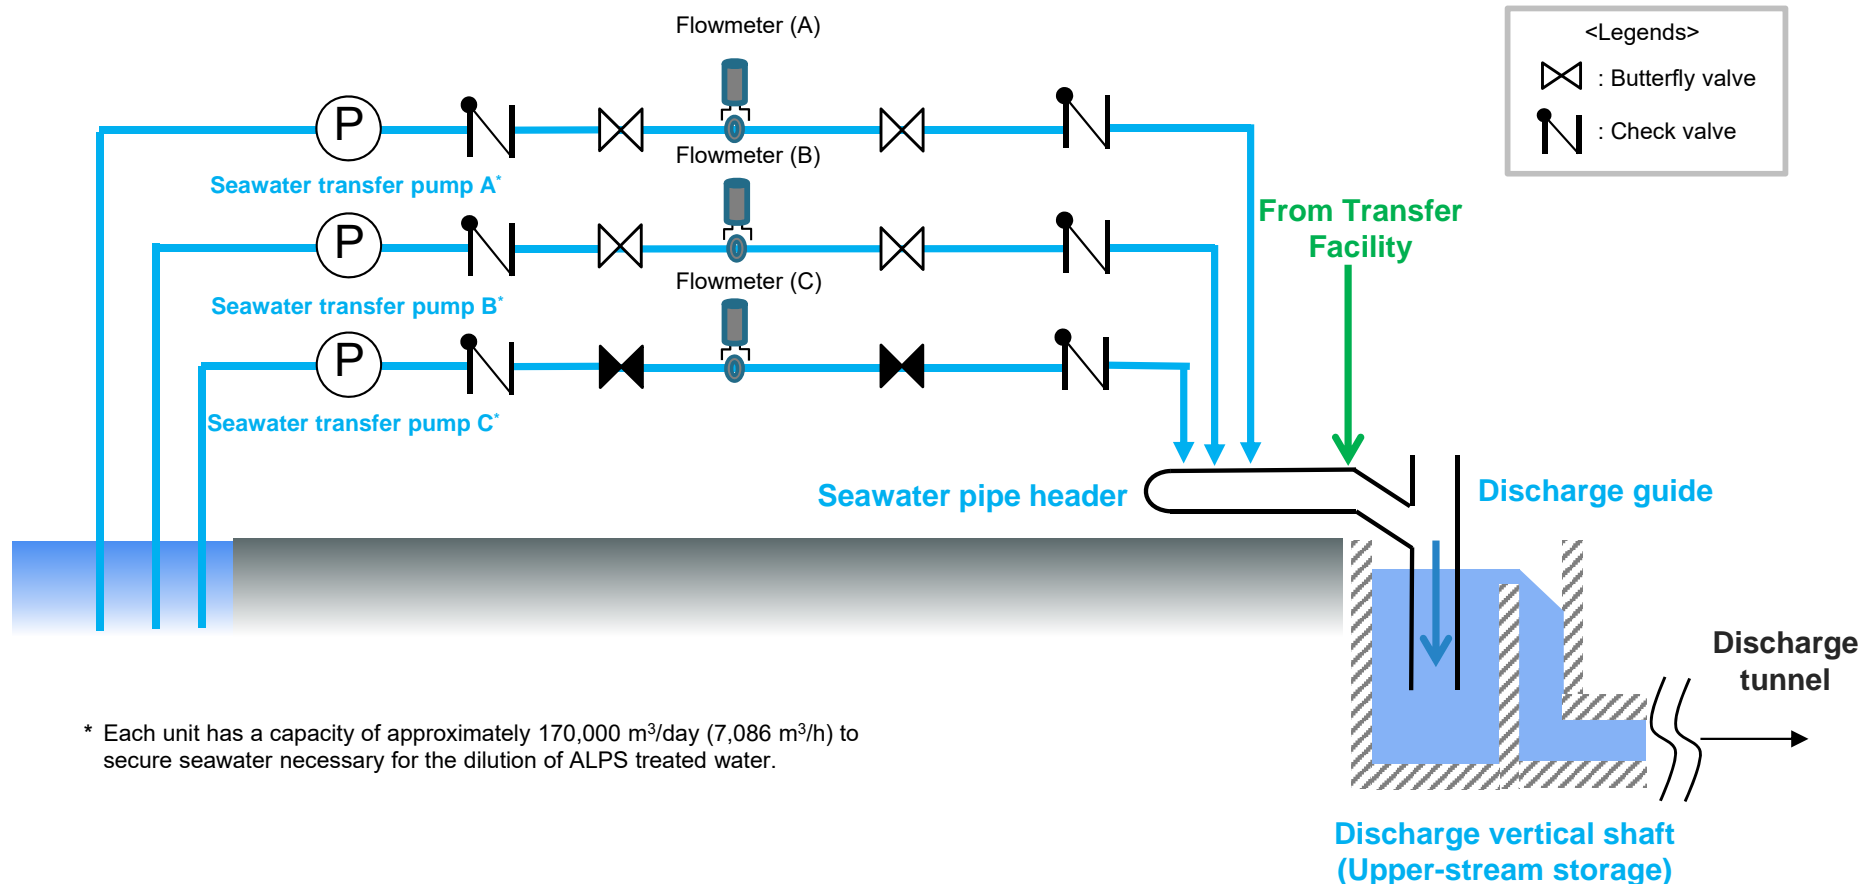 Flowmeter (A)
<Legends>
: Butterfly valve
: Check valve
P
Seawater transfer pump A*
Flowmeter (B)
P
Seawater transfer pump B*
Flowmeter (C)
P
Seawater transfer pump C*
From Transfer
Facility
Seawater pipe header
Discharge guide
Discharge
tunnel
* Each unit has a capacity of approximately 170,000 m³/day (7,086 m³/h) to
secure seawater necessary for the dilution of ALPS treated water.
Discharge vertical shaft
(Upper-stream storage)